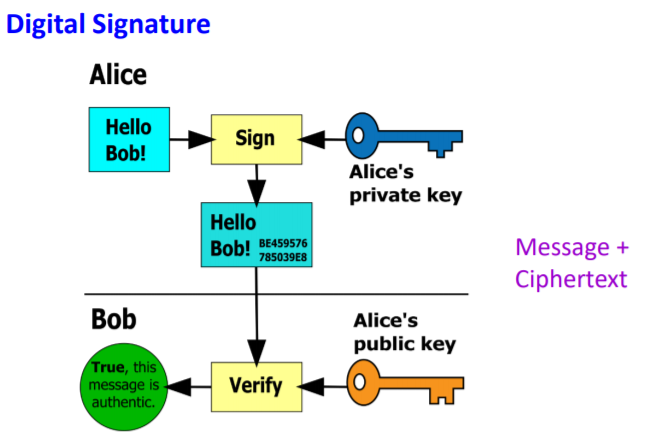 Digital Signature
Alice
Hello
Bob!
Sign
Alice's
private key
Hello
Bob! BE459576
785039E8
Message +
Ciphertext
Bob
Alice's
public key
True, this
message is
authentic.
Verify